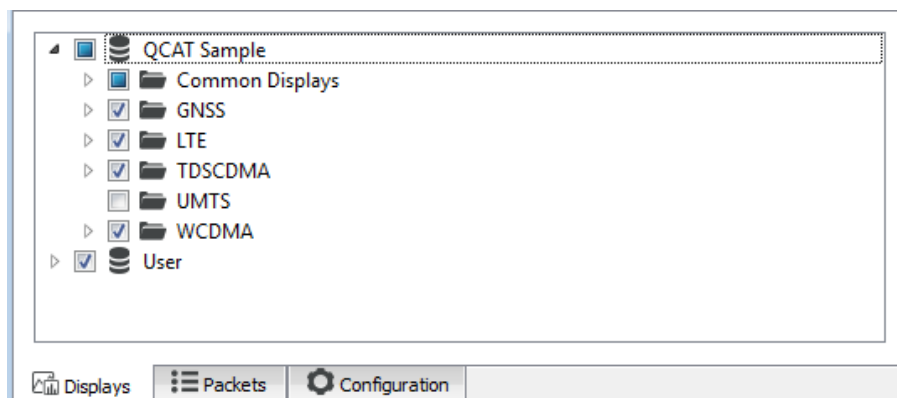 QCAT Sample
Common Displays
GNSS
LTE
TDSCDMA
UMTS
WCDMA
User
Displays Packets Configuration